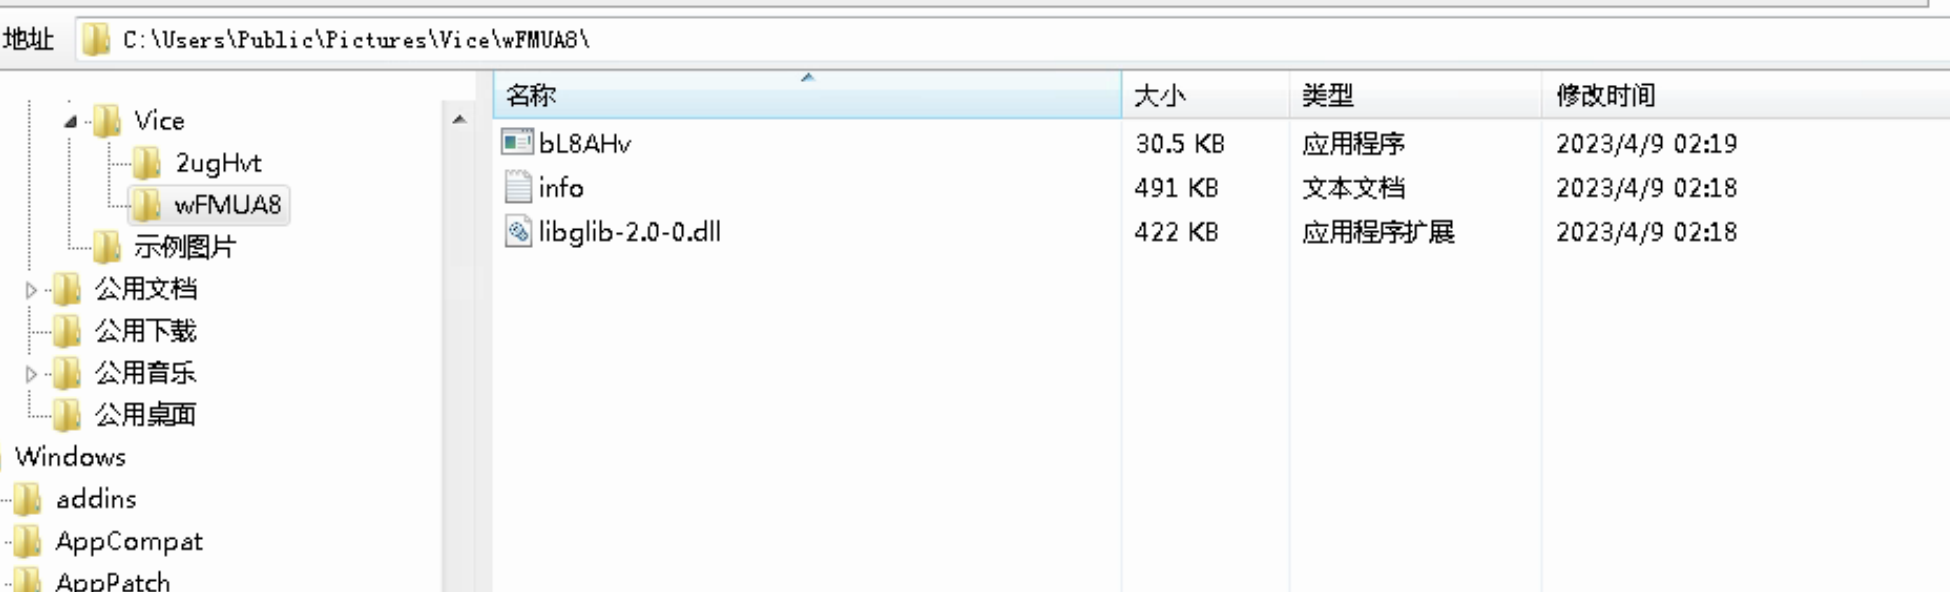 地址 C:\Users\Public\Pictures\Vice\wFMUA8\
Vice
2ugHvt
wFMUA8
示例图片
公用文档
公用下载
公用音乐
公用桌面
Windows
addins
AppCompat
AppPatch
名称 大小 类型 修改时间
bL8AHv 30.5 KB 应用程序 2023/4/9 02:19
info 491 KB 文本文档 2023/4/9 02:18
libglib-2.0-0.dll 422 KB 应用程序扩展 2023/4/9 02:18